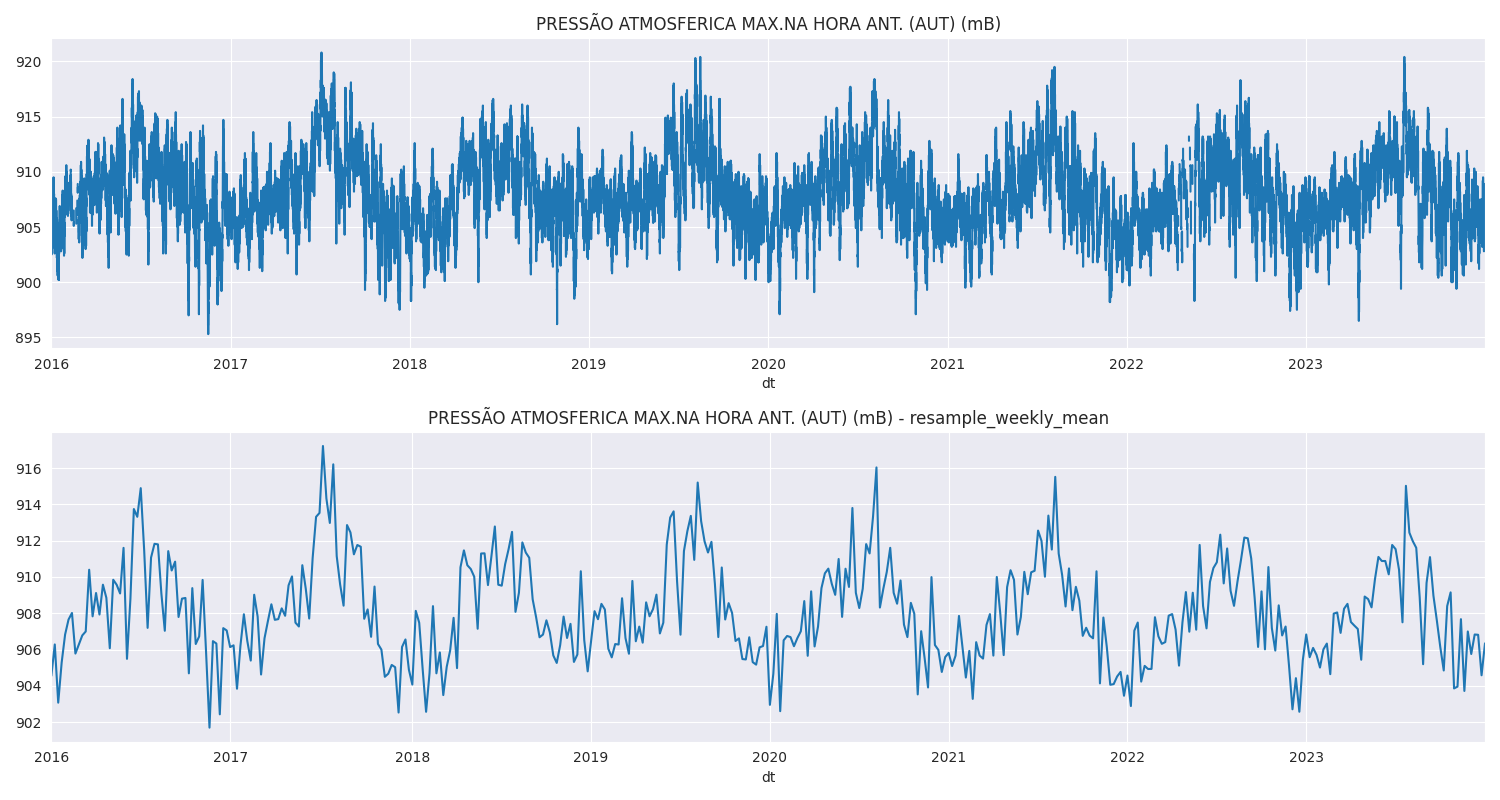 PRESSÃO ATMOSFERICA MAX.NA HORA ANT. (AUT) (mB)
920
915
910
905
900
895
2016 2017 2018 2019 2020 2021 2022 2023
dt
PRESSÃO ATMOSFERICA MAX.NA HORA ANT. (AUT) (mB) - resample_weekly_mean
916
914
912
910
908
906
904
902
2016 2017 2018 2019 2020 2021 2022 2023
dt